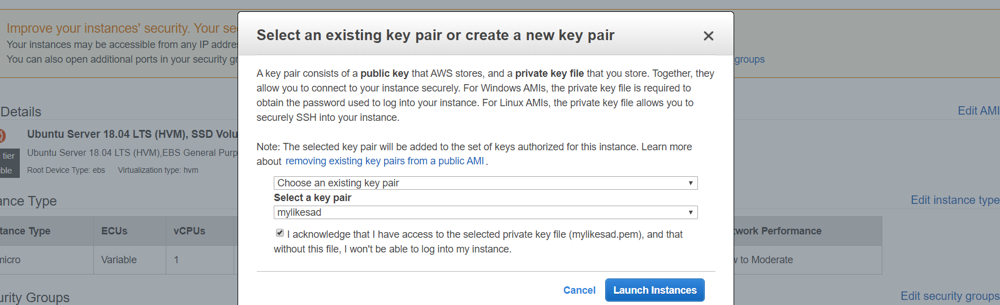 Improve your instances' security. Your se
Your instances may be accessible from any IP addre
You can also open additional ports in your security gr
groups
Select an existing key pair or create a new key pair
A key pair consists of a public key that AWS stores, and a private key file that you store. Together, they
allow you to connect to your instance securely. For Windows AMIs, the private key file is required to
obtain the password used to log into your instance. For Linux AMIs, the private key file allows you to
securely SSH into your instance.
Note: The selected key pair will be added to the set of keys authorized for this instance. Learn more
about removing existing key pairs from a public AMI .
Choose an existing key pair
Select a key pair
mylikesad
I acknowledge that I have access to the selected private key file (mylikesad.pem), and that
without this file, I won't be able to log into my instance.
Cancel
Launch Instances
Details
Edit AMI
Ubuntu Server 18.04 LTS (HVM), SSD Volu
tier
Ubuntu Server 18.04 LTS (HVM),EBS General Purp
ible
Root Device Type: ebs Virtualization type: hvm
ance Type
Edit instance type
tance Type ECUs vCPUs
twork Performance
micro Variable 1
w to Moderate
urity Groups
Edit security groups